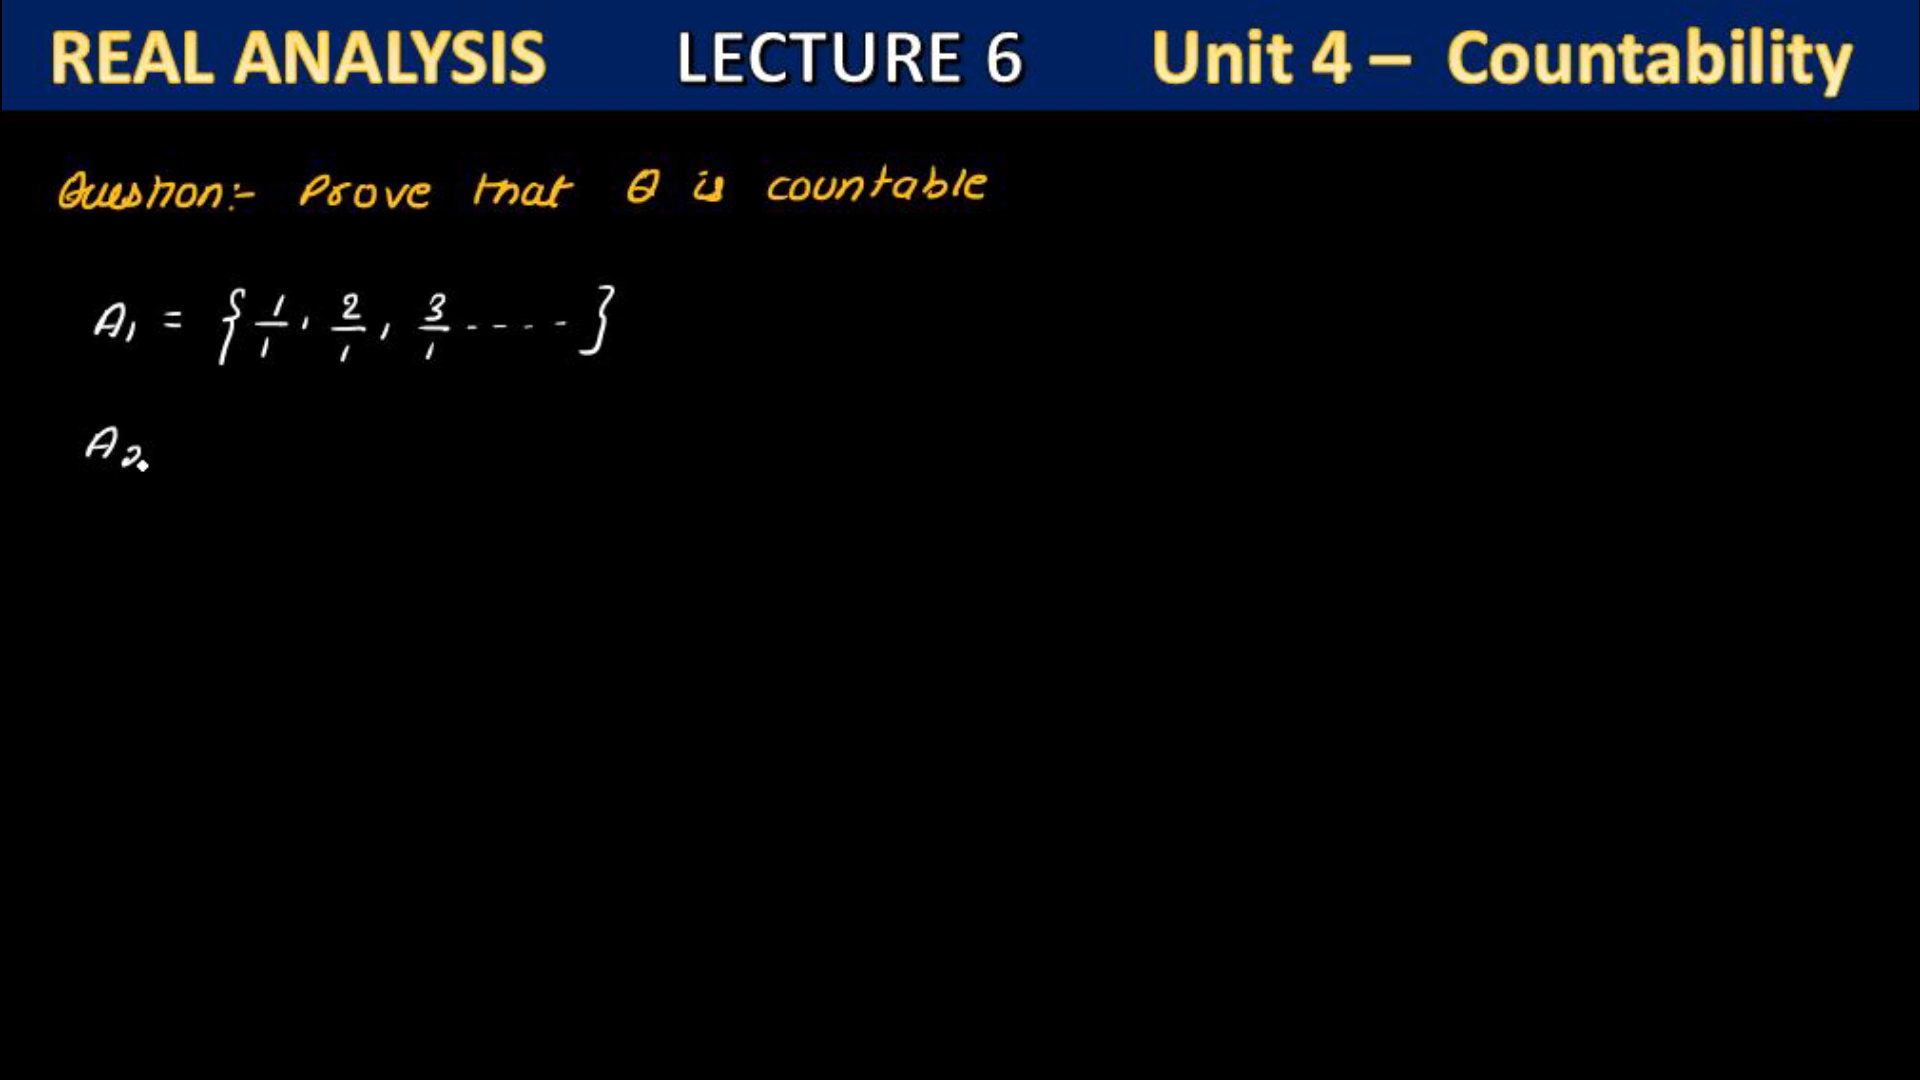 REAL ANALYSIS LECTURE 6 Unit 4 – Countability
Question:- Prove that Q is countable
A₁ = { 1/1, 2/1, 3/1 ----- }
A₂